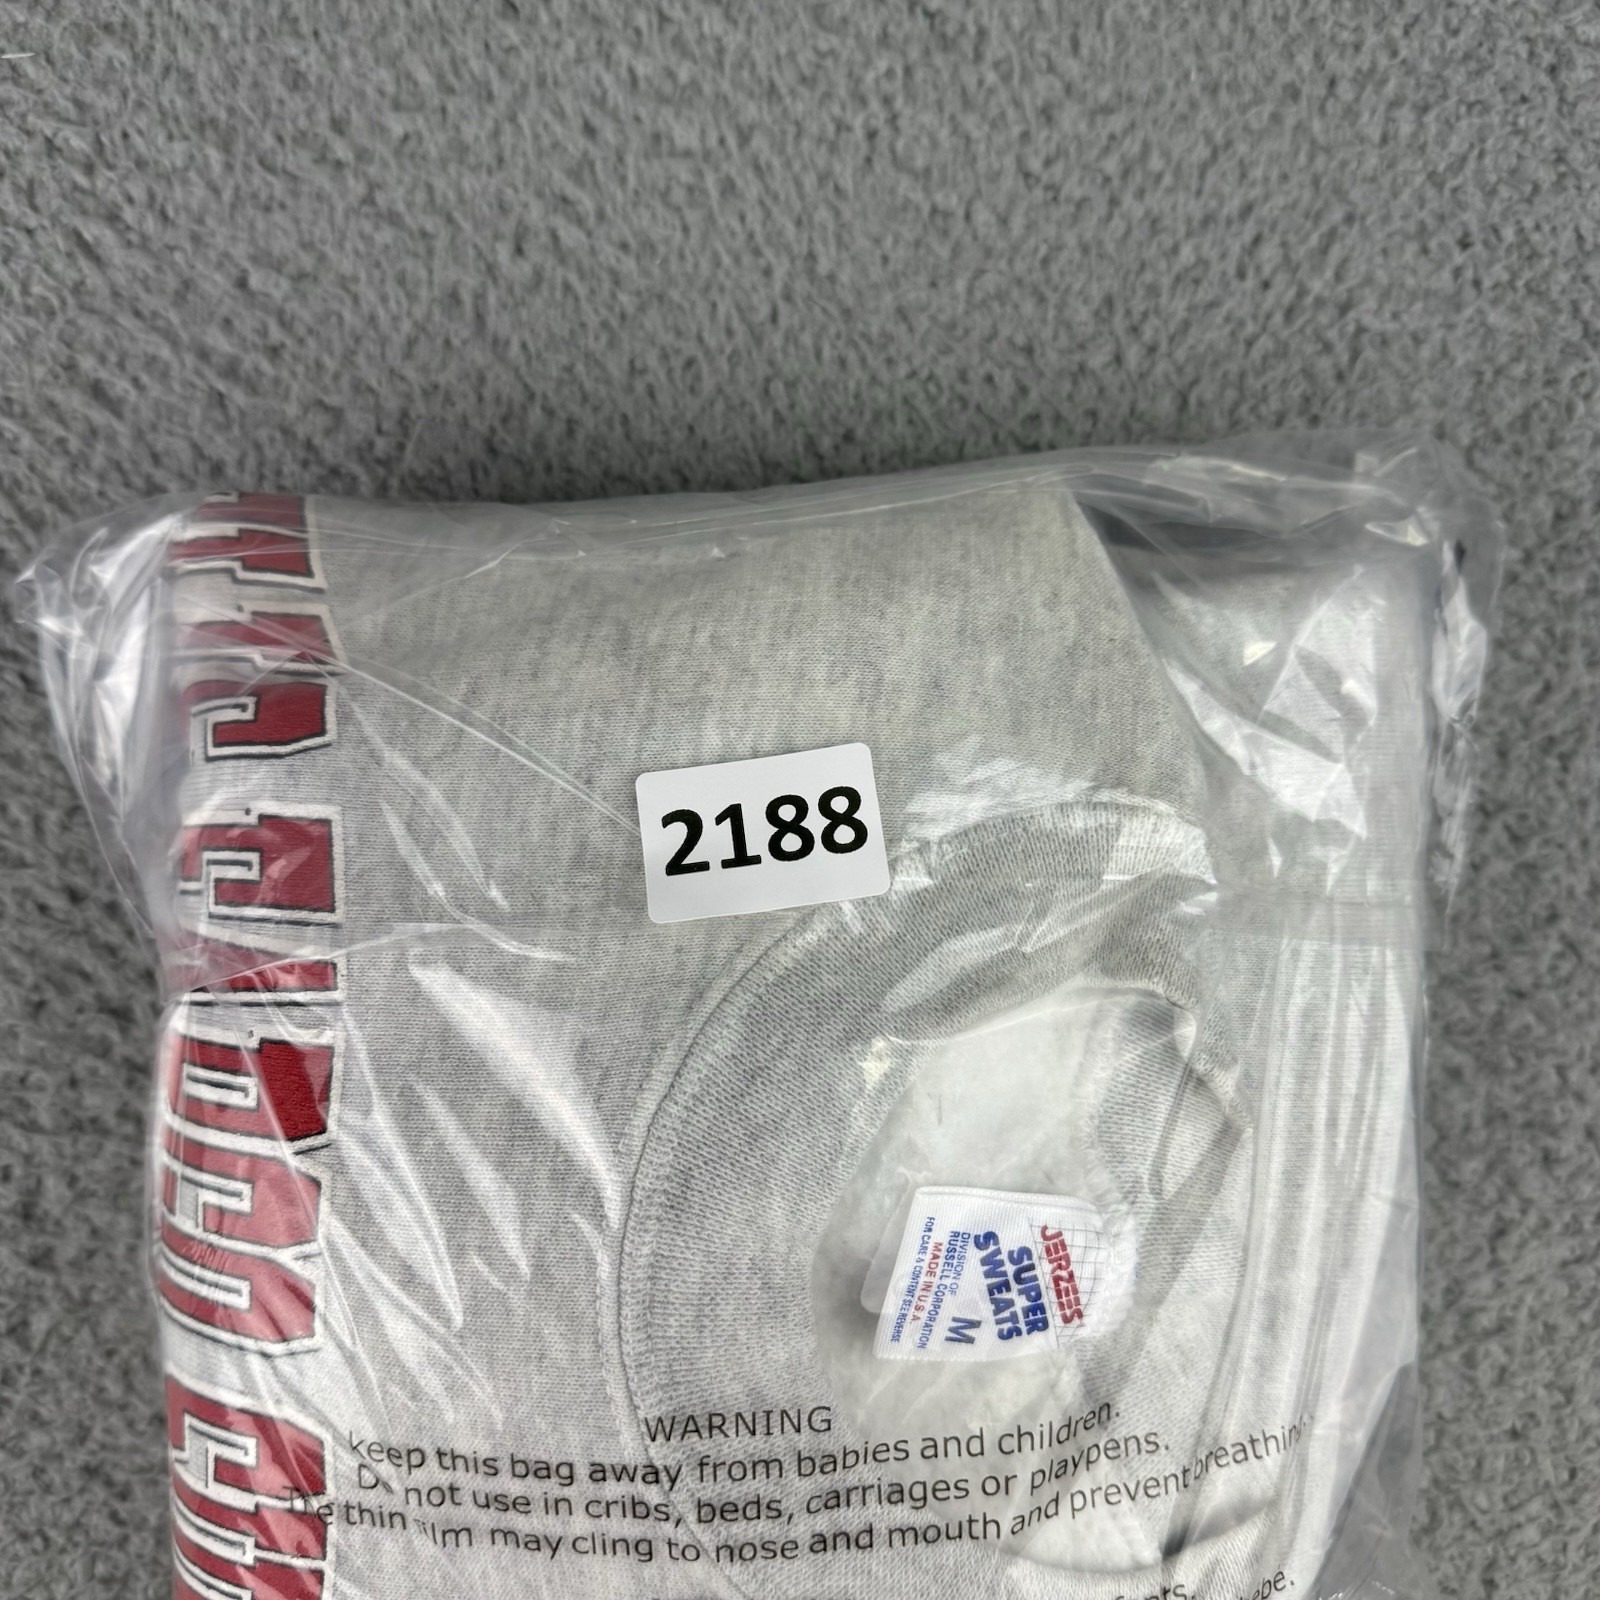 2188
JERZEES
SUPER
SWEATS
DIVISION OF
RUSSELL CORPORATION
M
MADE IN U.S.A.
FOR CARE & CONTENT SEE REVERSE
WARNING
keep this bag away from babies and children.
Do not use in cribs, beds, carriages or playpens.
The thin film may cling to nose and mouth and prevent breathing.